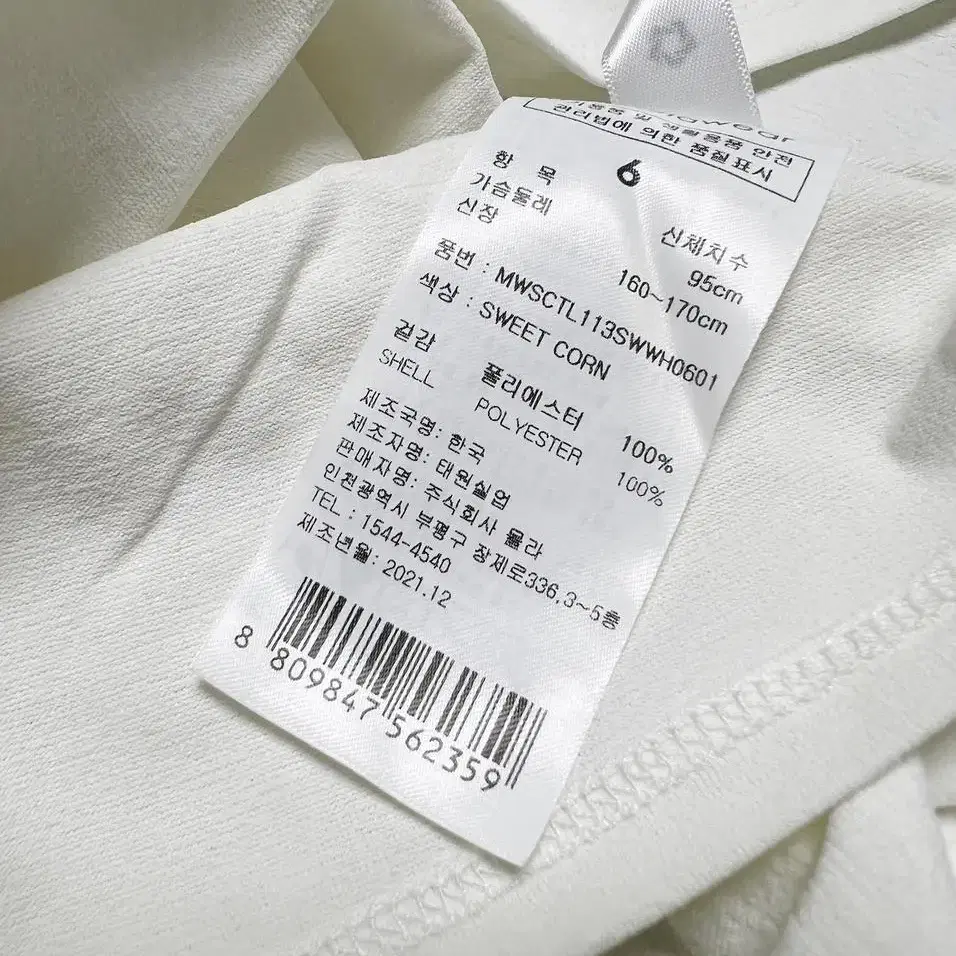 관리법에 의한 품질표시
6
항 목 신체치수
가슴둘레 95cm
신장 160~170cm
품번 : MWSCTL113SWWH0601
색상 : SWEET CORN
겉감 폴리에스터 100%
SHELL POLYESTER 100%
제조국명: 한국
제조자명: 태원실업
판매자명: 주식회사 뮬라
인천광역시 부평구 장제로336,3~5층
TEL : 1544-4540
제조년월: 2021.12
8 809847 562359